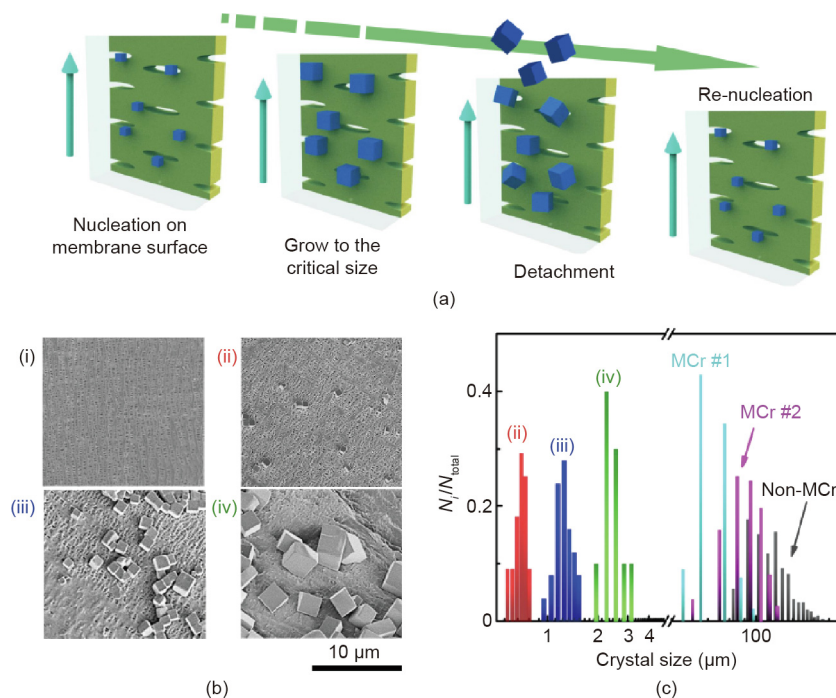 Re-nucleation
Nucleation on
membrane surface
Grow to the
critical size
Detachment
(a)
(i)
(ii)
(iii)
(iv)
10 μm
(b)
Nᵢ/Nₜₒₜₐₗ
0.4
0.2
0
(ii)
(iii)
(iv)
MCr #1
MCr #2
Non-MCr
1
2
3
4
100
Crystal size (μm)
(c)